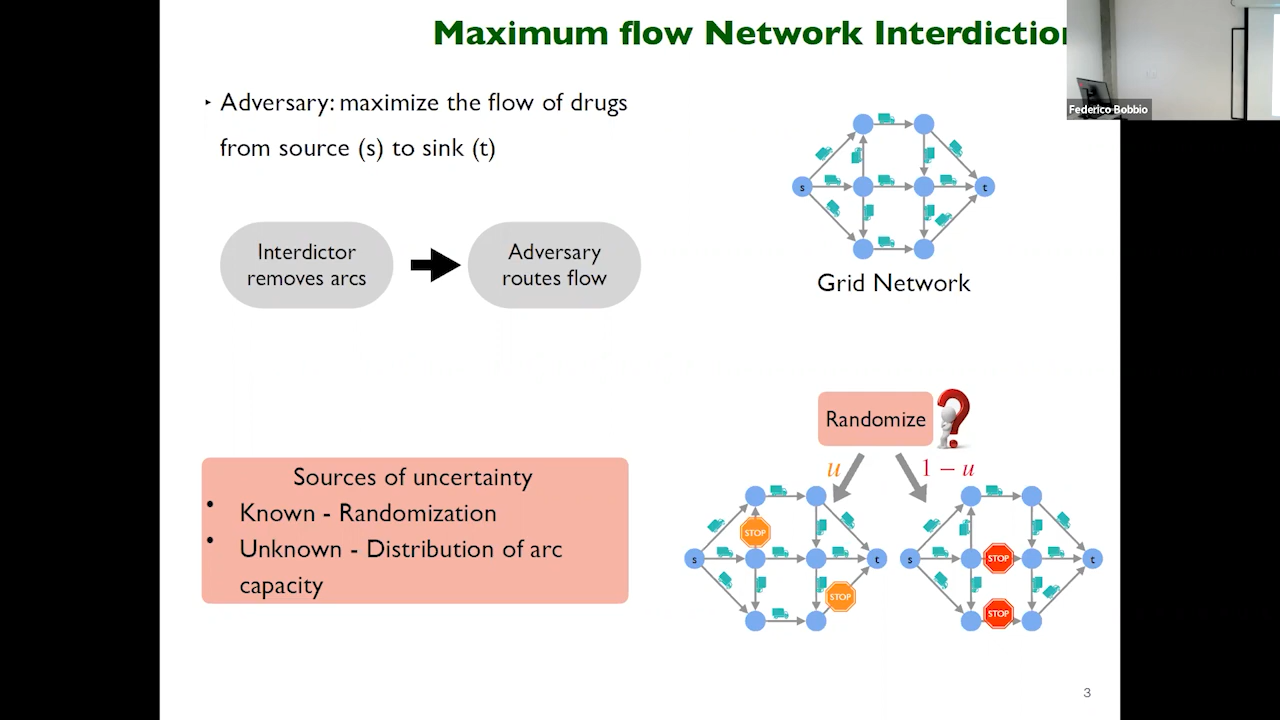 Maximum flow Network Interdiction
Federico Bobbio
‣ Adversary: maximize the flow of drugs
from source (s) to sink (t)
s
t
Interdictor
removes arcs
Adversary
routes flow
Grid Network
Randomize
u
1 − u
Sources of uncertainty
• Known - Randomization
• Unknown - Distribution of arc
capacity
STOP
s
t
STOP
s
STOP
t
STOP
3